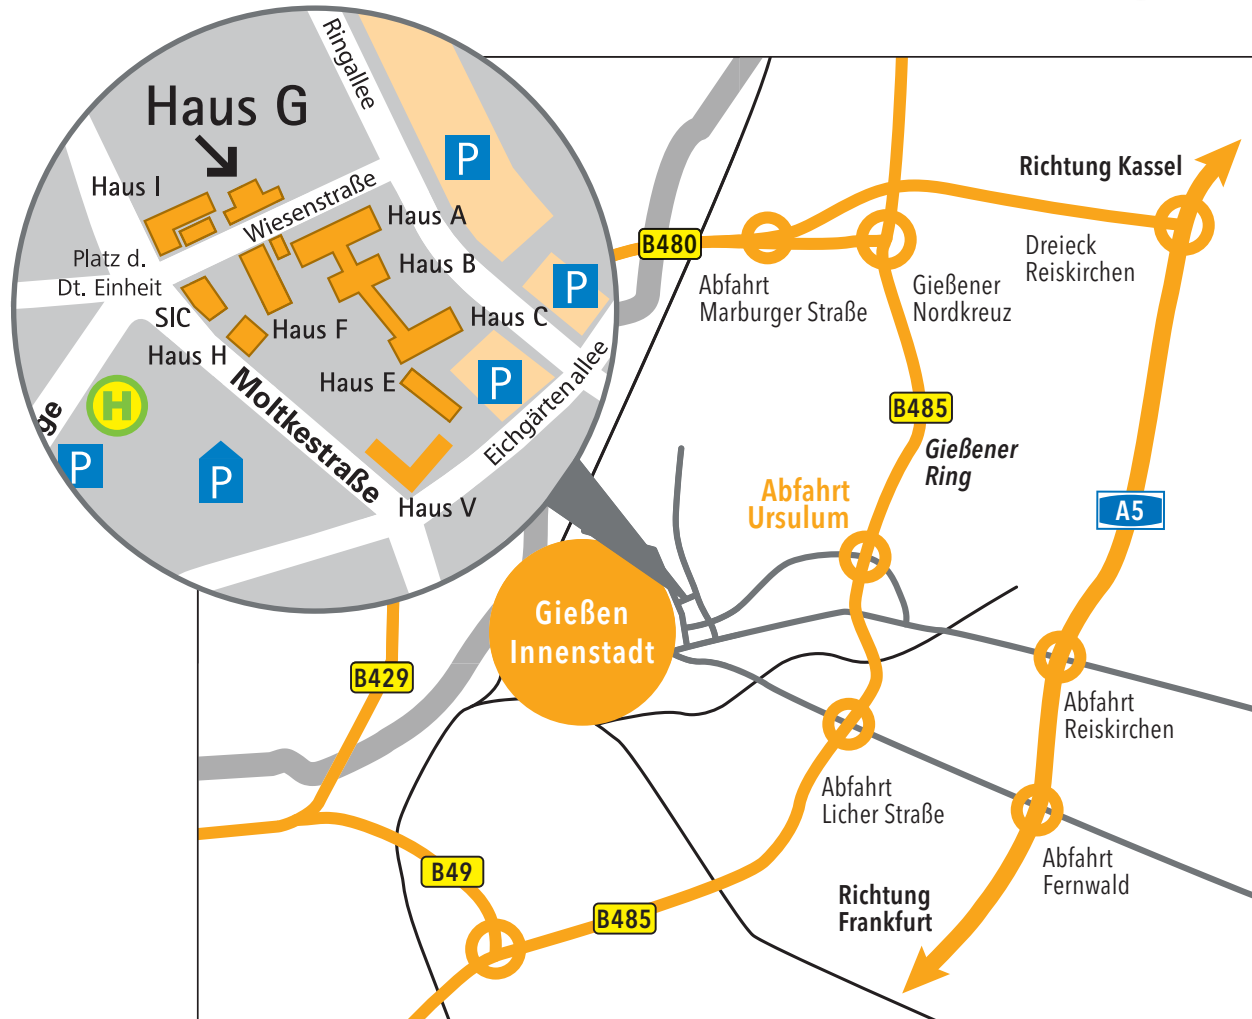 Ringallee
Haus G
P
Haus I
Wiesenstraße
Haus A
Platz d.
Dt. Einheit
Haus B
P
SIC
Haus F
Haus C
Haus H
Haus E
P
Moltkestraße
Eichgärtenallee
H
ge
P
P
Haus V
Richtung Kassel
B480
Abfahrt
Marburger Straße
Gießener
Nordkreuz
Dreieck
Reiskirchen
B485
Gießener
Ring
Abfahrt
Ursulum
A5
Gießen
Innenstadt
B429
Abfahrt
Reiskirchen
Abfahrt
Licher Straße
B49
Abfahrt
Fernwald
B485
Richtung
Frankfurt